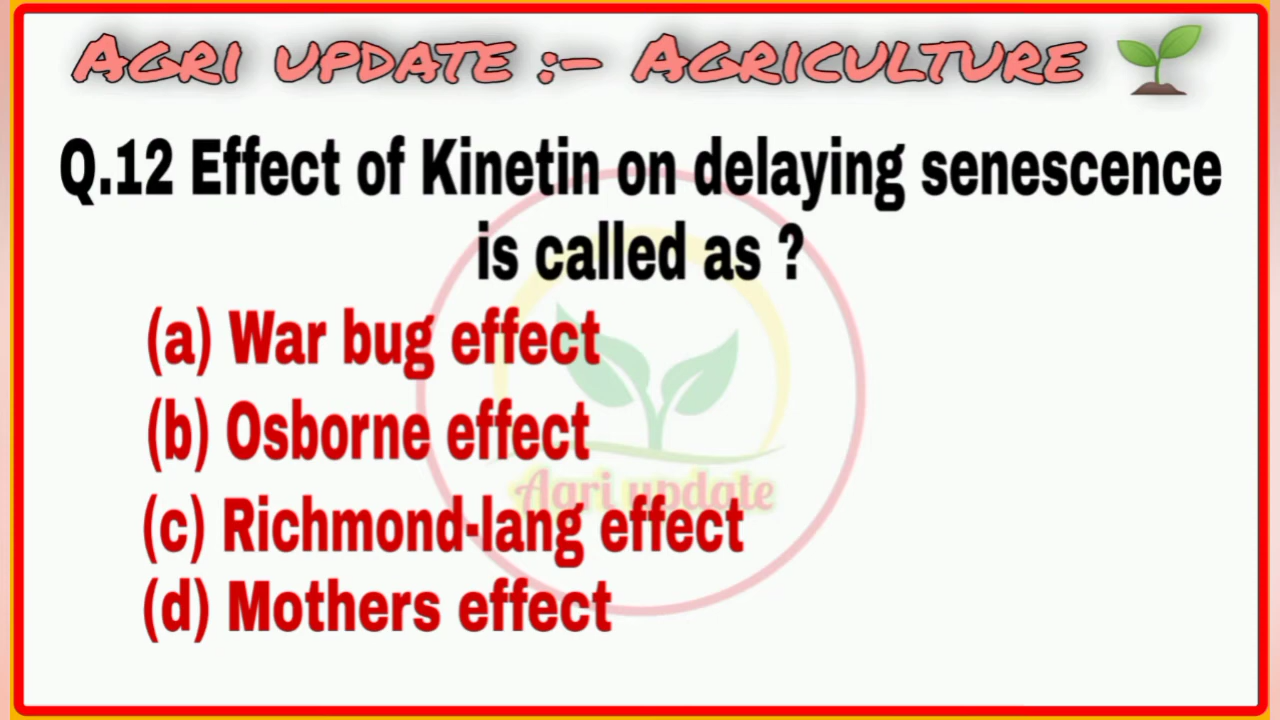 AGRI UPDATE :- AGRICULTURE
Q.12 Effect of Kinetin on delaying senescence
is called as ?
(a) War bug effect
(b) Osborne effect
Agri update
(c) Richmond-lang effect
(d) Mothers effect